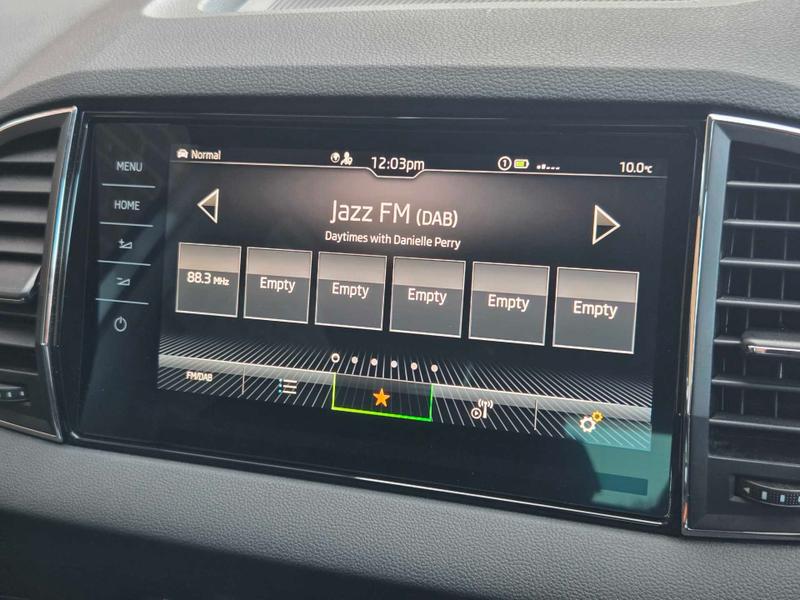 MENU
HOME
Normal
12:03pm
1
10.0°C
Jazz FM (DAB)
Daytimes with Danielle Perry
88.3 MHz
Empty
Empty
Empty
Empty
Empty
FM/DAB